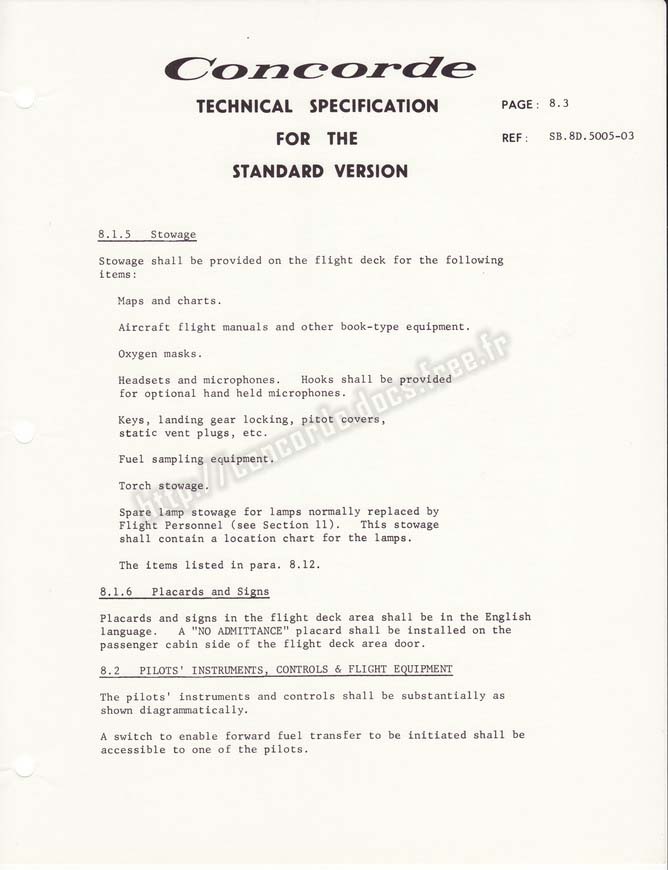 Concorde
TECHNICAL SPECIFICATION
PAGE: 8.3
FOR THE
REF: SB.8D.5005-03
STANDARD VERSION
8.1.5 Stowage
Stowage shall be provided on the flight deck for the following
items:
Maps and charts.
Aircraft flight manuals and other book-type equipment.
Oxygen masks.
Headsets and microphones. Hooks shall be provided
for optional hand held microphones.
Keys, landing gear locking, pitot covers,
static vent plugs, etc.
Fuel sampling equipment.
Torch stowage.
Spare lamp stowage for lamps normally replaced by
Flight Personnel (see Section 11). This stowage
shall contain a location chart for the lamps.
The items listed in para. 8.12.
8.1.6 Placards and Signs
Placards and signs in the flight deck area shall be in the English
language. A "NO ADMITTANCE" placard shall be installed on the
passenger cabin side of the flight deck area door.
8.2 PILOTS' INSTRUMENTS, CONTROLS & FLIGHT EQUIPMENT
The pilots' instruments and controls shall be substantially as
shown diagrammatically.
A switch to enable forward fuel transfer to be initiated shall be
accessible to one of the pilots.
http://concordedocs.free.fr